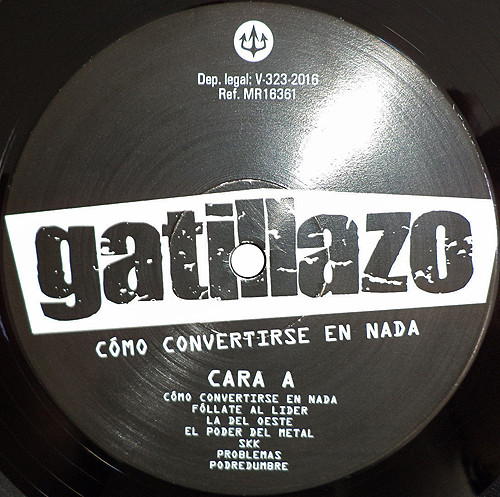 Dep. legal: V-323-2016
Ref. MR16361
gatillazo
CÓMO CONVERTIRSE EN NADA
CARA A
CÓMO CONVERTIRSE EN NADA
FÓLLATE AL LIDER
LA DEL OESTE
EL PODER DEL METAL
SKK
PROBLEMAS
PODREDUMBRE